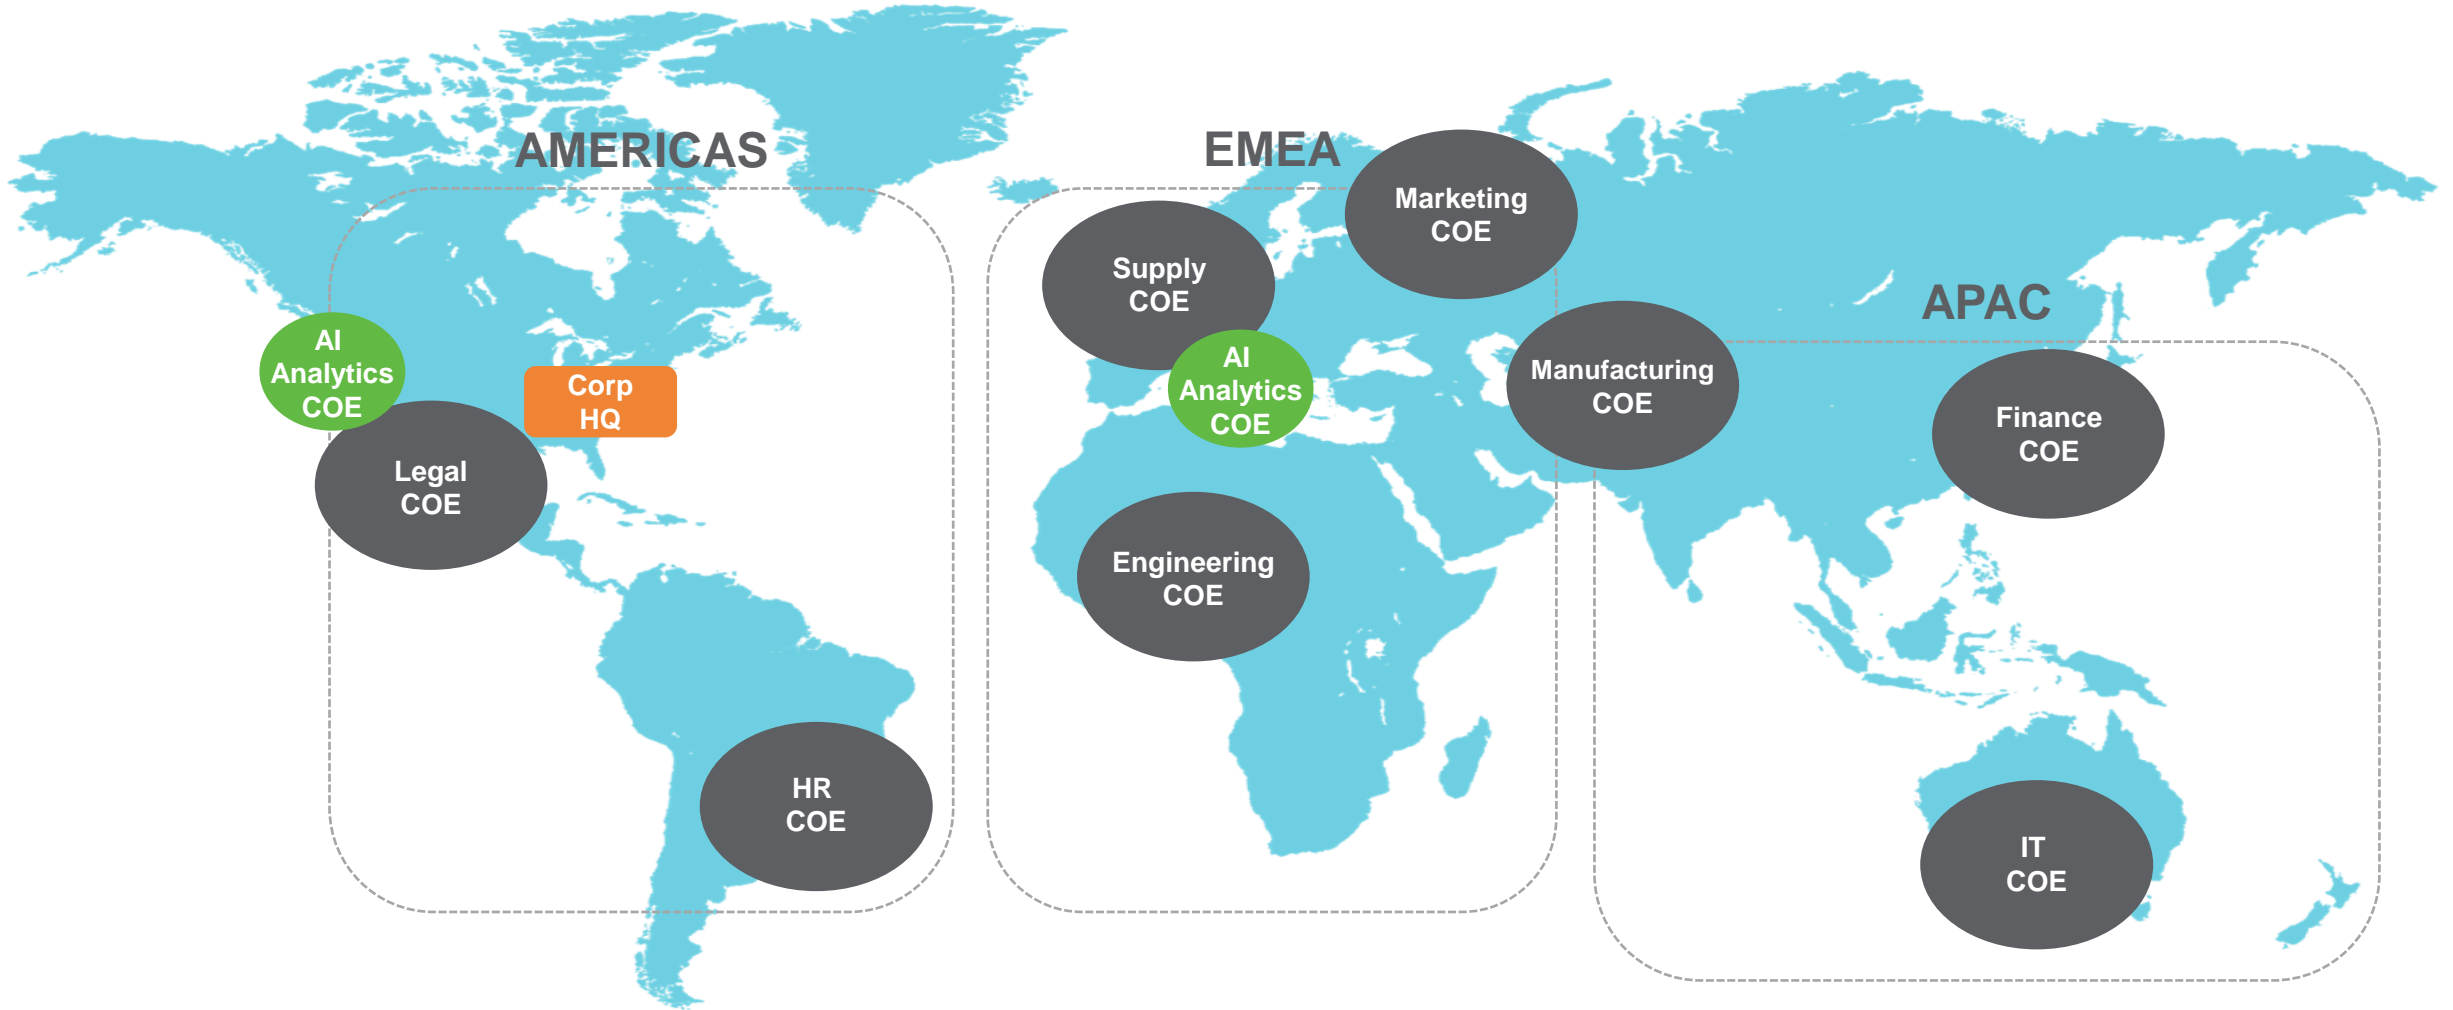 AMERICAS
EMEA
Marketing
COE
Supply
COE
APAC
AI
Analytics
COE
Corp
HQ
AI
Analytics
COE
Manufacturing
COE
Finance
COE
Legal
COE
Engineering
COE
HR
COE
IT
COE